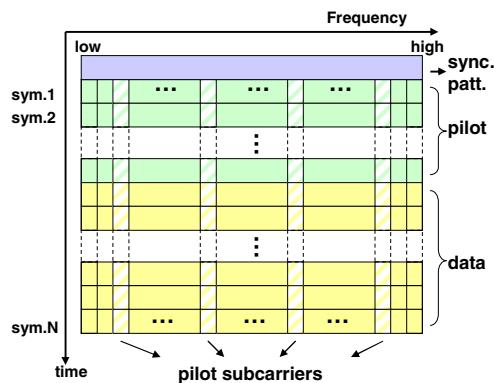 Frequency
low
high
sync.
patt.
sym.1
...
...
...
sym.2
pilot
...
...
data
sym.N
...
...
...
time
pilot subcarriers